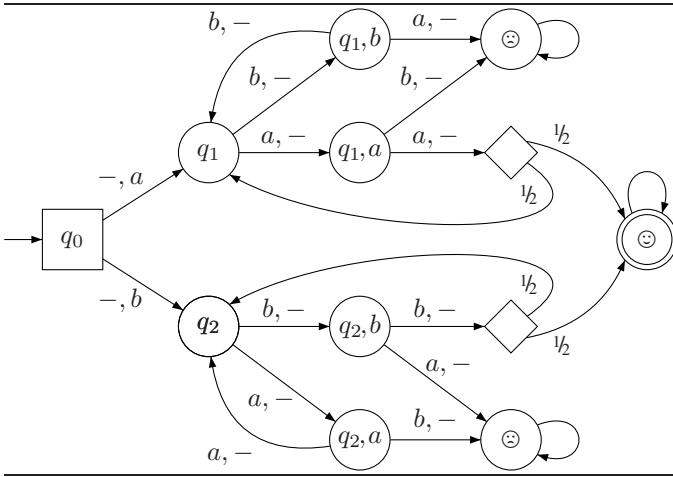 b, −
q₁,b
a, −
☹
b, −
b, −
q₁
a, −
q₁,a
a, −
½
½
−, a
q₀
☺
−, b
½
q₂
b, −
q₂,b
b, −
½
a, −
a, −
q₂,a
b, −
☹
a, −